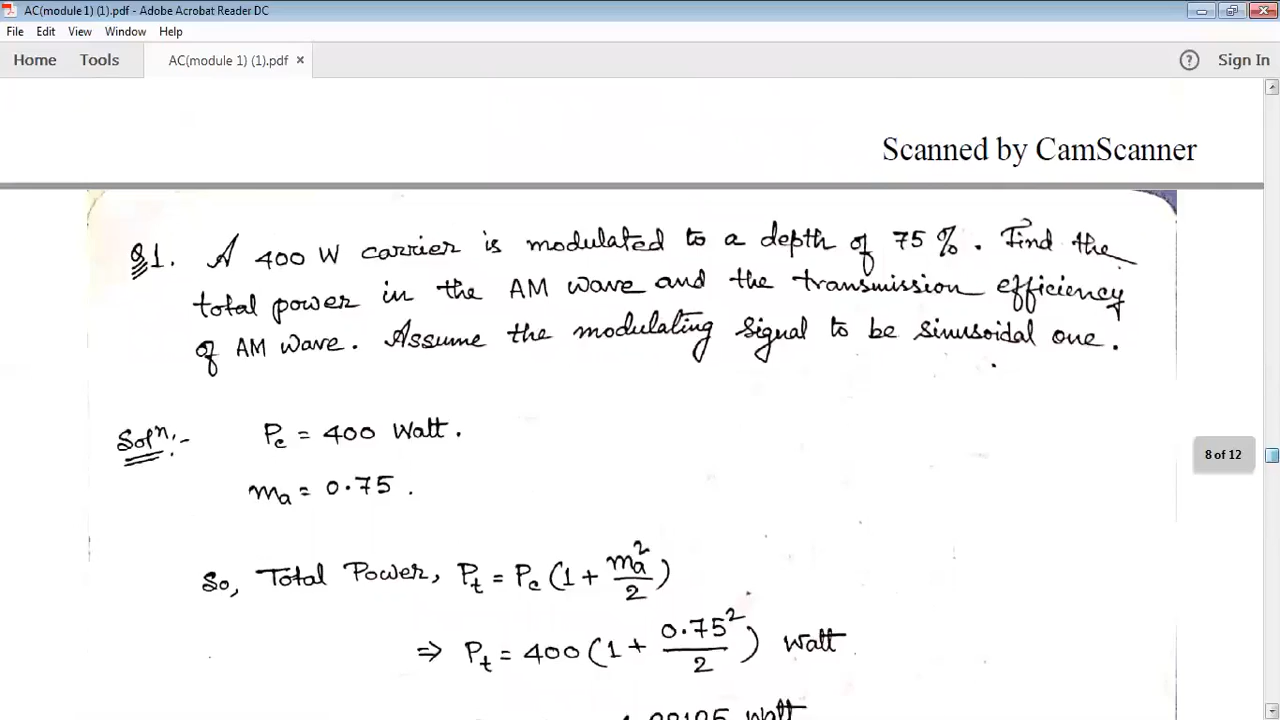 AC(module 1) (1).pdf - Adobe Acrobat Reader DC
File Edit View Window Help
Home Tools AC(module 1) (1).pdf × ? Sign In
Scanned by CamScanner
Q1. A 400 W carrier is modulated to a depth of 75 %. Find the
total power in the AM wave and the transmission efficiency
of AM wave. Assume the modulating signal to be sinusoidal one.
Solⁿ:- Pc = 400 Watt.
8 of 12
ma = 0.75.
So, Total Power, Pt = Pc (1 + ma²/2)
⇒ Pt = 400 (1 + 0.75²/2) Watt
Watt